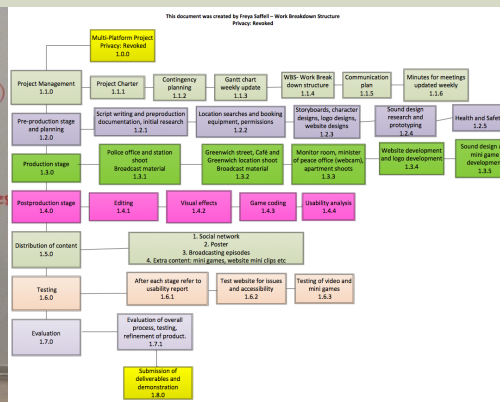 This document was created by Freya Saffell – Work Breakdown Structure
Privacy: Revoked
Multi-Platform Project
Privacy: Revoked
1.0.0
Project Management
1.1.0
Project Charter
1.1.1
Contingency
planning
1.1.2
Gantt chart
weekly update
1.1.3
WBS- Work Break
down structure
1.1.4
Communication
plan
1.1.5
Minutes for meetings
updated weekly
1.1.6
Pre-production stage
and planning
1.2.0
Script writing and preproduction
documentation, initial research
1.2.1
Location searches and booking
equipment, permissions
1.2.2
Storyboards, character
designs, logo designs,
website designs
1.2.3
Sound design
research and
prototyping
1.2.4
Health and Safet
1.2.5
Production stage
1.3.0
Police office and station
shoot
Broadcast material
1.3.1
Greenwich street, Café and
Greenwich location shoot
Broadcast material
1.3.2
Monitor room, minister
of peace office (webcam),
apartment shoots
1.3.3
Website development
and logo development
1.3.4
Sound design a
mini game
developmen
1.3.5
Postproduction stage
1.4.0
Editing
1.4.1
Visual effects
1.4.2
Game coding
1.4.3
Usability analysis
1.4.4
Distribution of content
1.5.0
1. Social network
2. Poster
3. Broadcasting episodes
4. Extra content: mini games, website mini clips etc
Testing
1.6.0
After each stage refer to
usability report
1.6.1
Test website for issues
and accessibility
1.6.2
Testing of video and
mini games
1.6.3
Evaluation
1.7.0
Evaluation of overall
process, testing,
refinement of product.
1.7.1
Submission of
deliverables and
demonstration
1.8.0